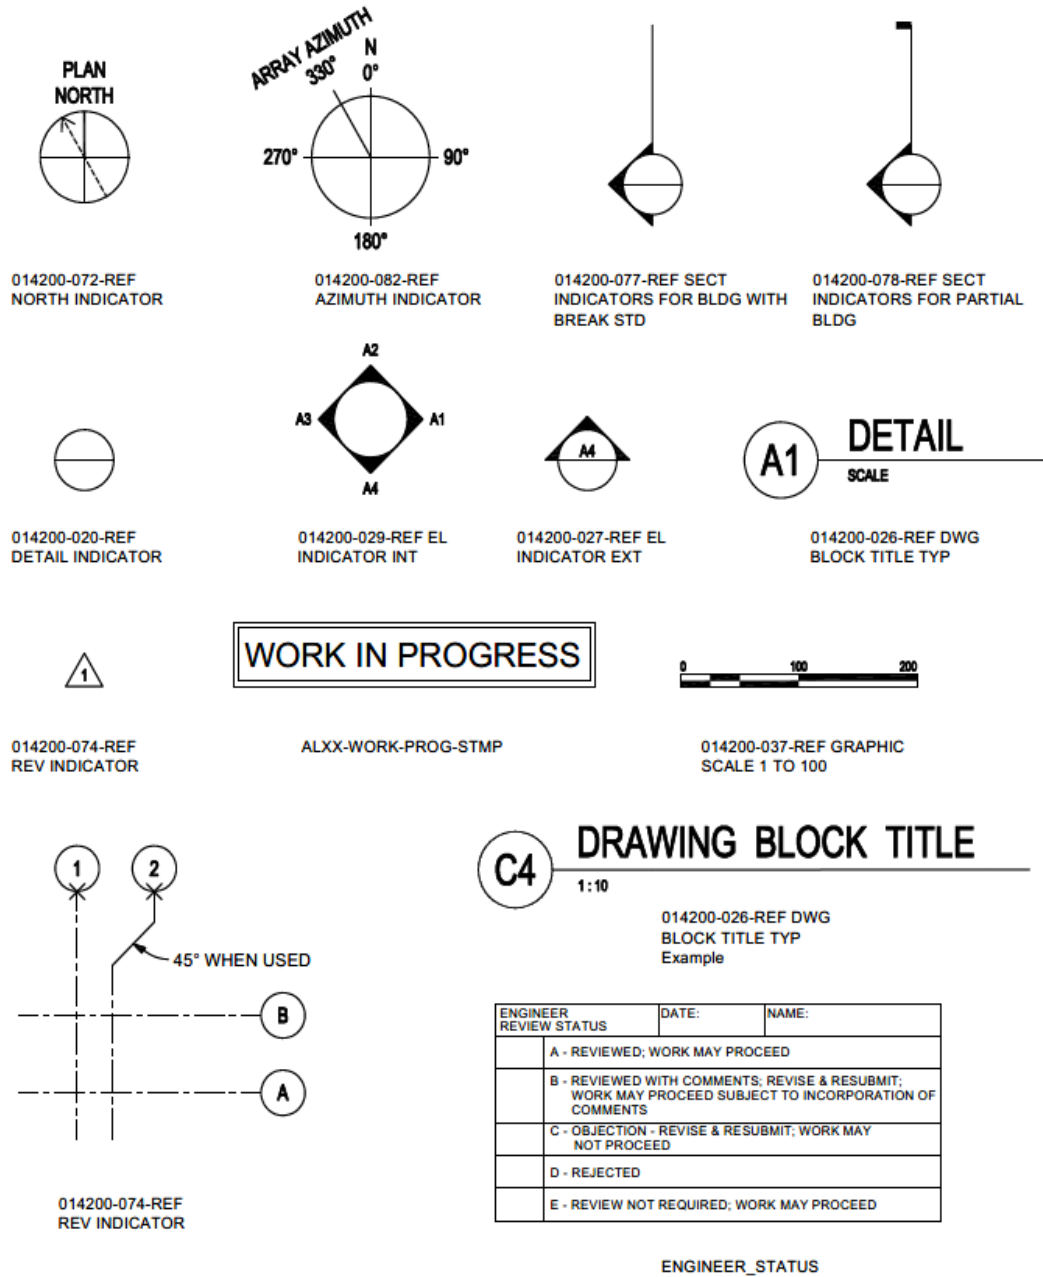 PLAN
NORTH
014200-072-REF
NORTH INDICATOR
ARRAY AZIMUTH
330°
N
0°
270°
90°
180°
014200-082-REF
AZIMUTH INDICATOR
014200-077-REF SECT
INDICATORS FOR BLDG WITH
BREAK STD
014200-078-REF SECT
INDICATORS FOR PARTIAL
BLDG
014200-020-REF
DETAIL INDICATOR
A2
A3
A1
A4
014200-029-REF EL
INDICATOR INT
A4
014200-027-REF EL
INDICATOR EXT
A1
DETAIL
SCALE
014200-026-REF DWG
BLOCK TITLE TYP
1
014200-074-REF
REV INDICATOR
WORK IN PROGRESS
ALXX-WORK-PROG-STMP
0 100 200
014200-037-REF GRAPHIC
SCALE 1 TO 100
1 2
45° WHEN USED
B
A
014200-074-REF
REV INDICATOR
C4
DRAWING BLOCK TITLE
1:10
014200-026-REF DWG
BLOCK TITLE TYP
Example
ENGINEER
REVIEW STATUS
DATE:
NAME:
A - REVIEWED; WORK MAY PROCEED
B - REVIEWED WITH COMMENTS; REVISE & RESUBMIT;
WORK MAY PROCEED SUBJECT TO INCORPORATION OF
COMMENTS
C - OBJECTION - REVISE & RESUBMIT; WORK MAY
NOT PROCEED
D - REJECTED
E - REVIEW NOT REQUIRED; WORK MAY PROCEED
ENGINEER_STATUS